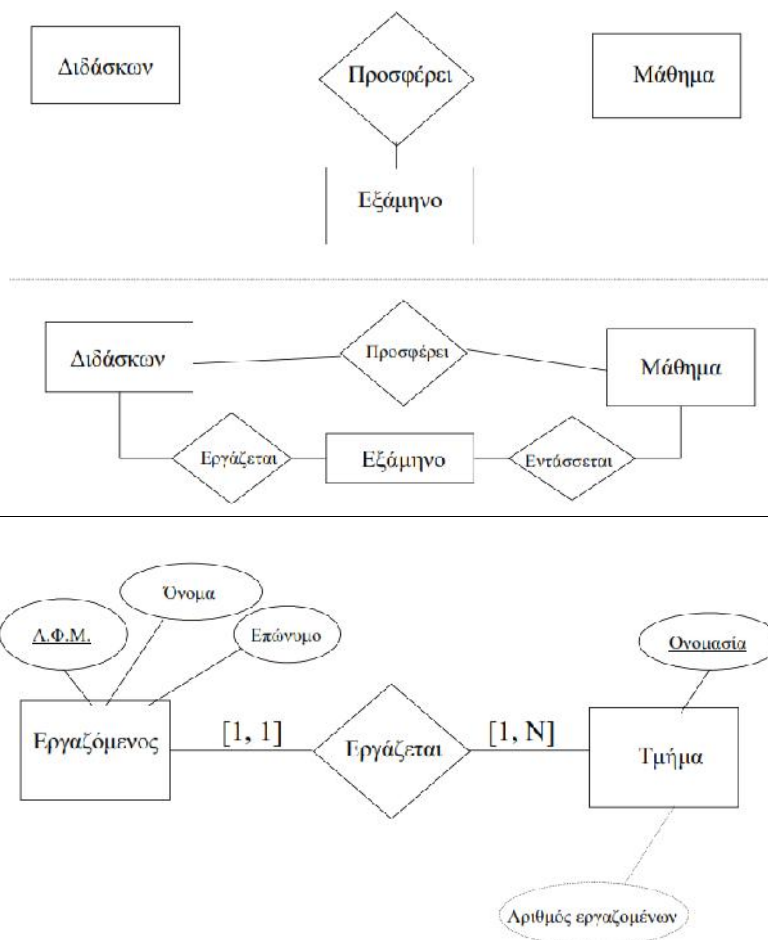 Διδάσκων
Προσφέρει
Μάθημα
Εξάμηνο
Διδάσκων
Προσφέρει
Μάθημα
Εργάζεται
Εξάμηνο
Εντάσσεται
Όνομα
Α.Φ.Μ.
Επώνυμο
Ονομασία
Εργαζόμενος
[1, 1]
Εργάζεται
[1, N]
Τμήμα
Αριθμός εργαζομένων